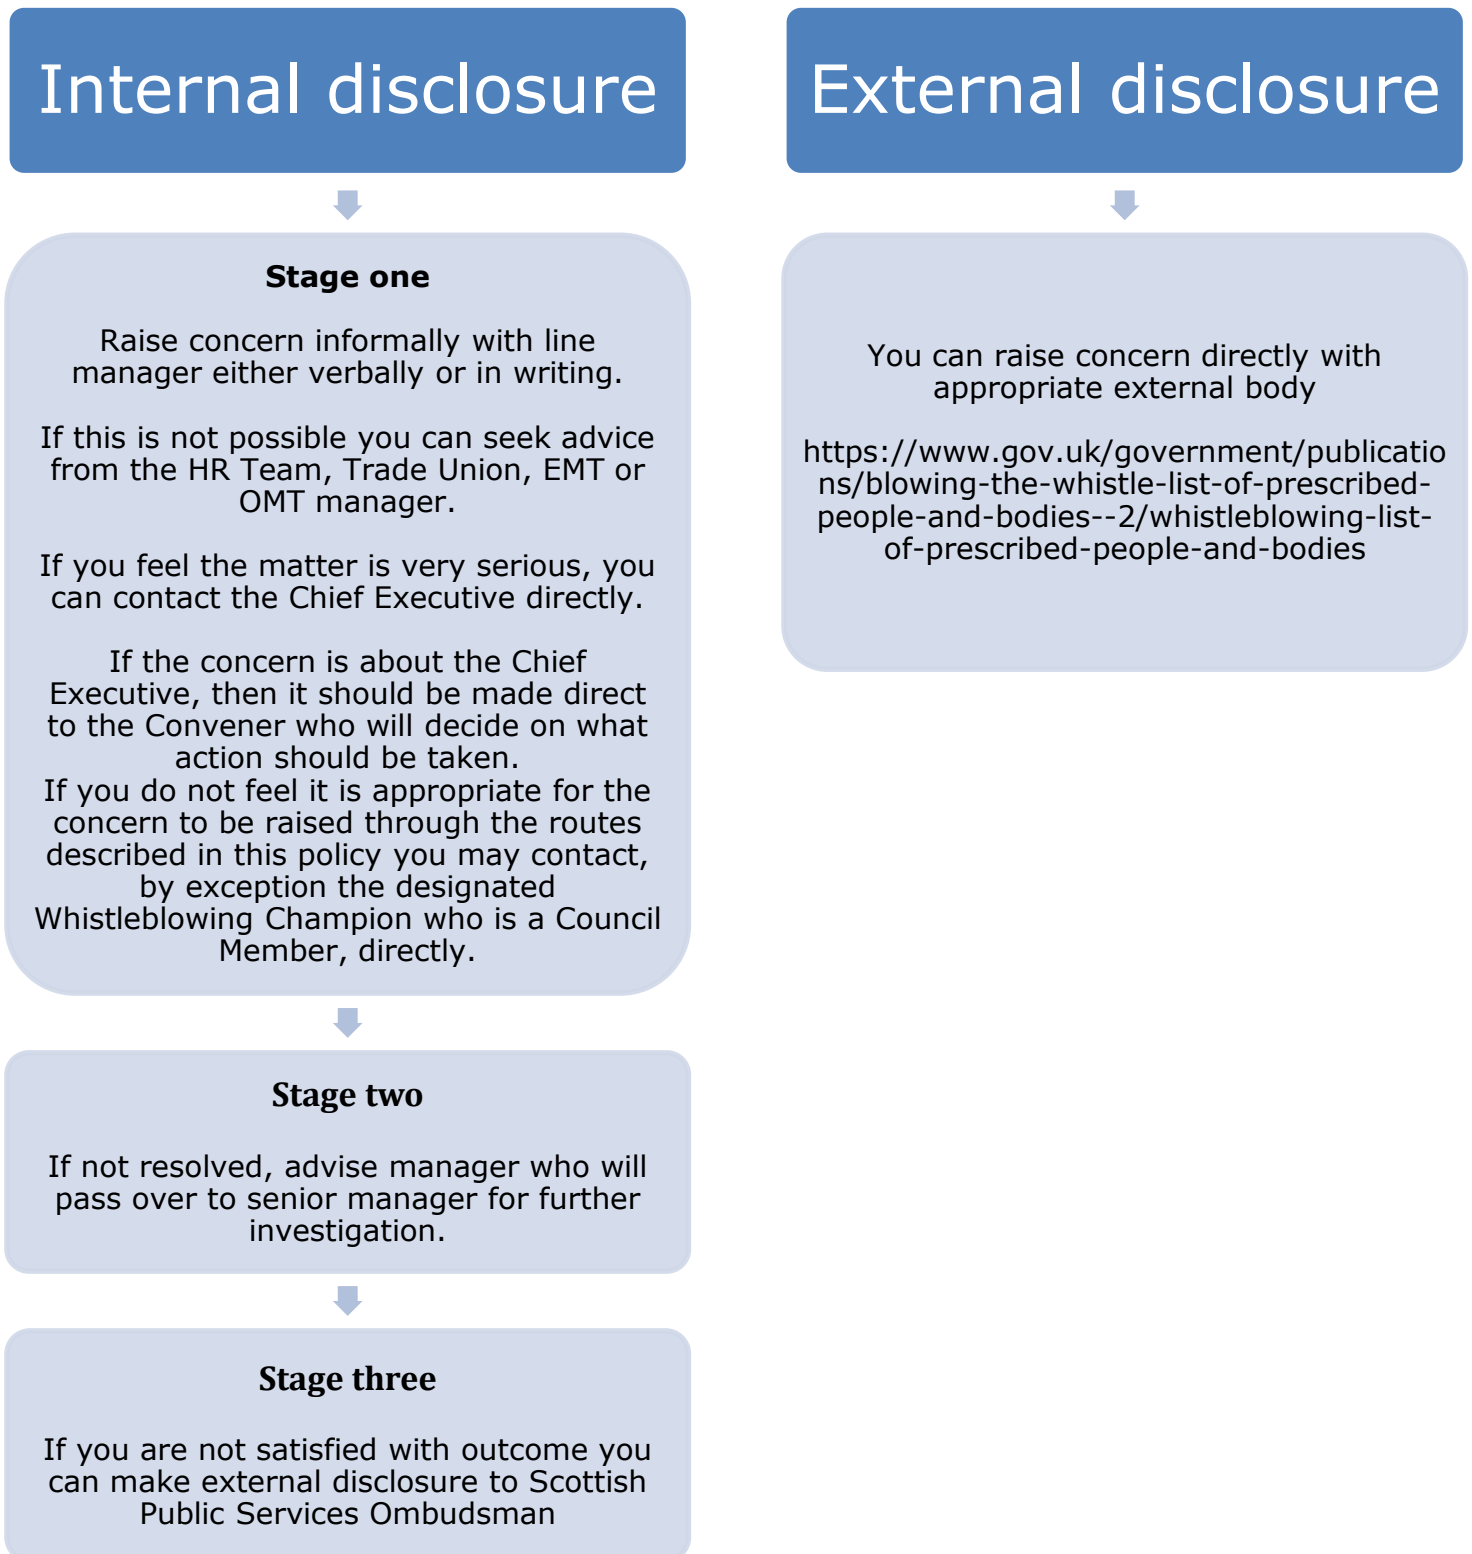 Internal disclosure
Stage one
Raise concern informally with line
manager either verbally or in writing.
If this is not possible you can seek advice
from the HR Team, Trade Union, EMT or
OMT manager.
If you feel the matter is very serious, you
can contact the Chief Executive directly.
If the concern is about the Chief
Executive, then it should be made direct
to the Convener who will decide on what
action should be taken.
If you do not feel it is appropriate for the
concern to be raised through the routes
described in this policy you may contact,
by exception the designated
Whistleblowing Champion who is a Council
Member, directly.
Stage two
If not resolved, advise manager who will
pass over to senior manager for further
investigation.
Stage three
If you are not satisfied with outcome you
can make external disclosure to Scottish
Public Services Ombudsman
External disclosure
You can raise concern directly with
appropriate external body
https://www.gov.uk/government/publicatio
ns/blowing-the-whistle-list-of-prescribed-
people-and-bodies--2/whistleblowing-list-
of-prescribed-people-and-bodies